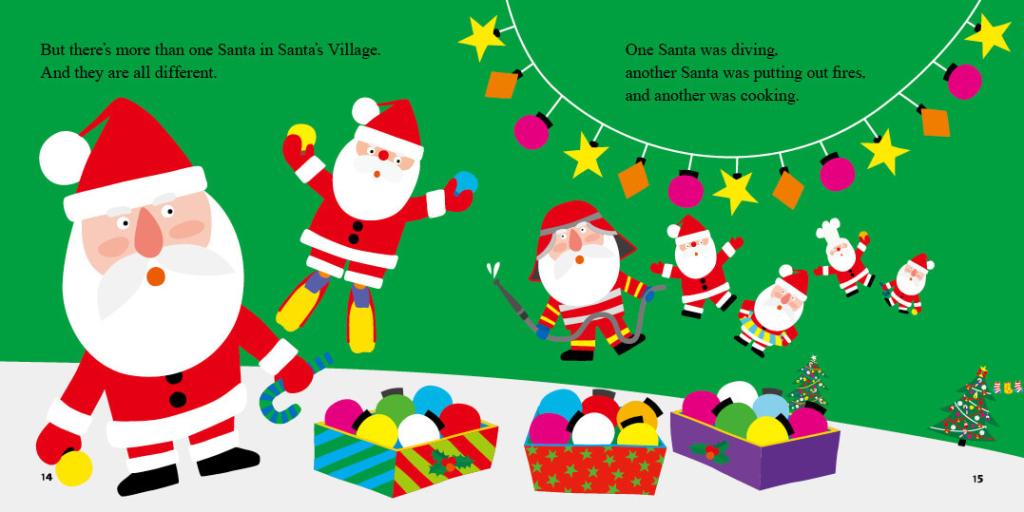 But there's more than one Santa in Santa's Village.
And they are all different.
One Santa was diving,
another Santa was putting out fires,
and another was cooking.
14
15